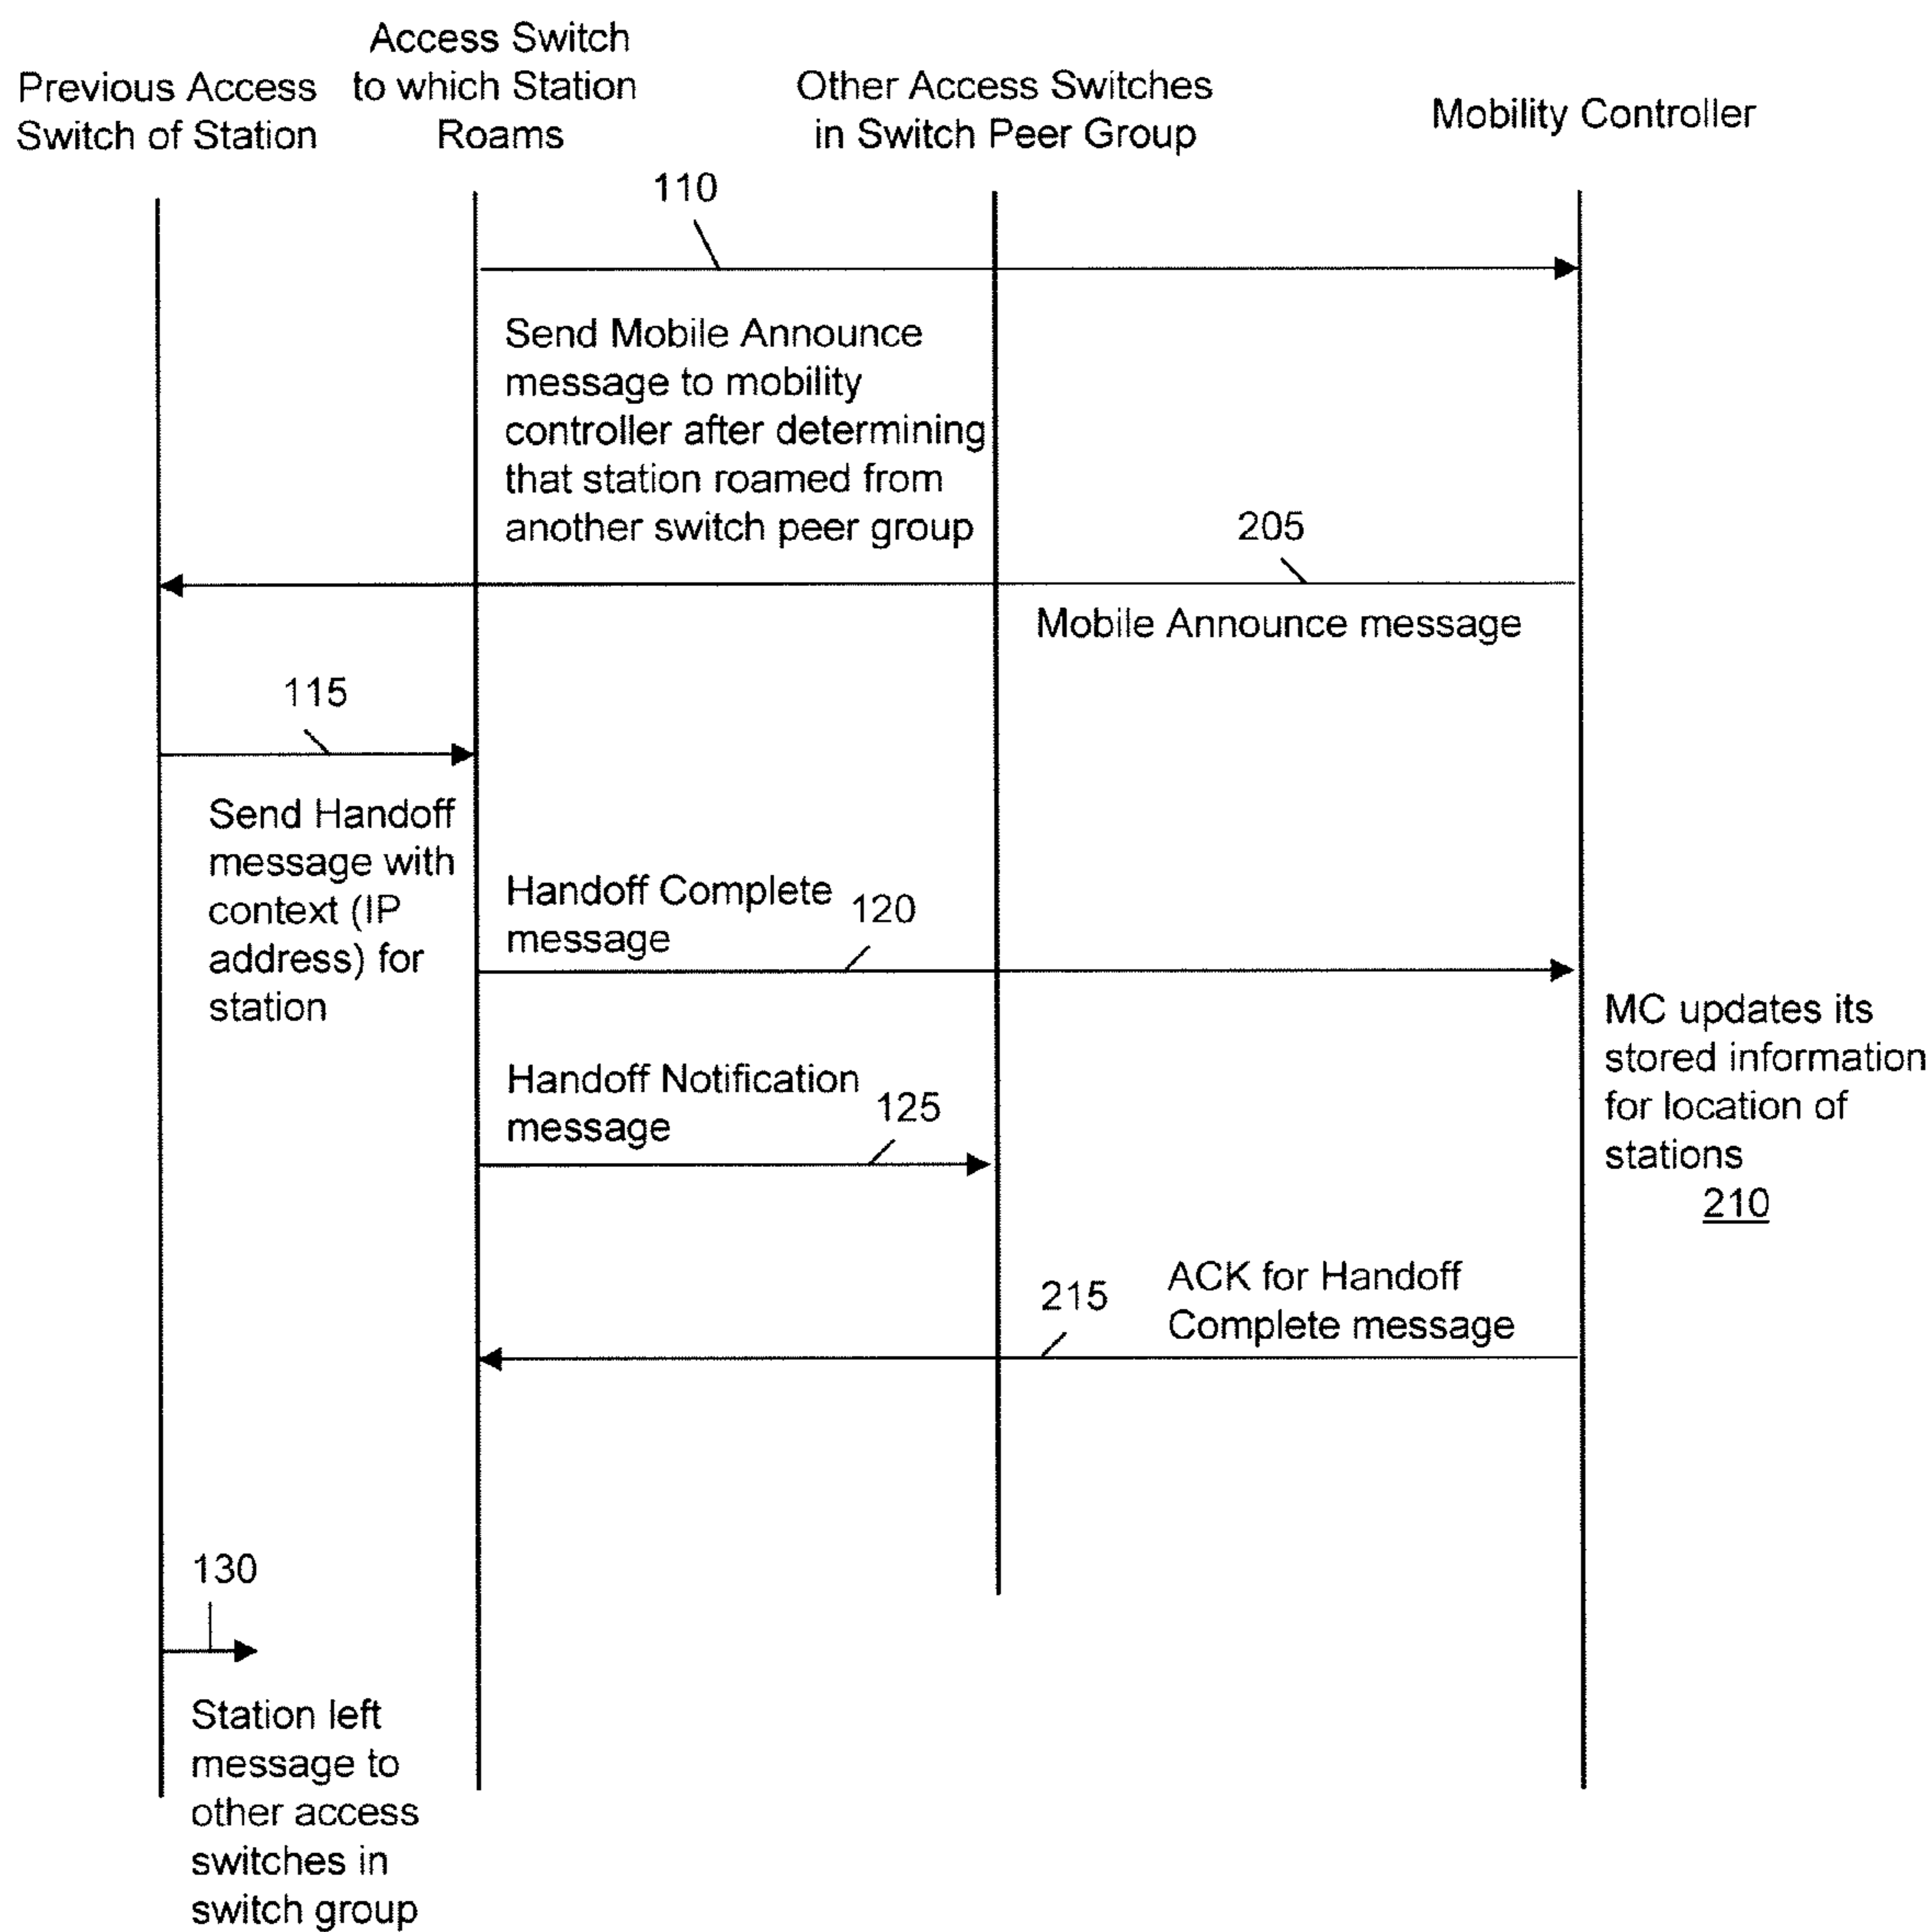 Previous Access
Switch of Station
Access Switch
to which Station
Roams
Other Access Switches
in Switch Peer Group
Mobility Controller
110
Send Mobile Announce
message to mobility
controller after determining
that station roamed from
another switch peer group
205
Mobile Announce message
115
Send Handoff
message with
context (IP
address) for
station
Handoff Complete
message
120
MC updates its
stored information
for location of
stations
210
Handoff Notification
message
125
215
ACK for Handoff
Complete message
130
Station left
message to
other access
switches in
switch group